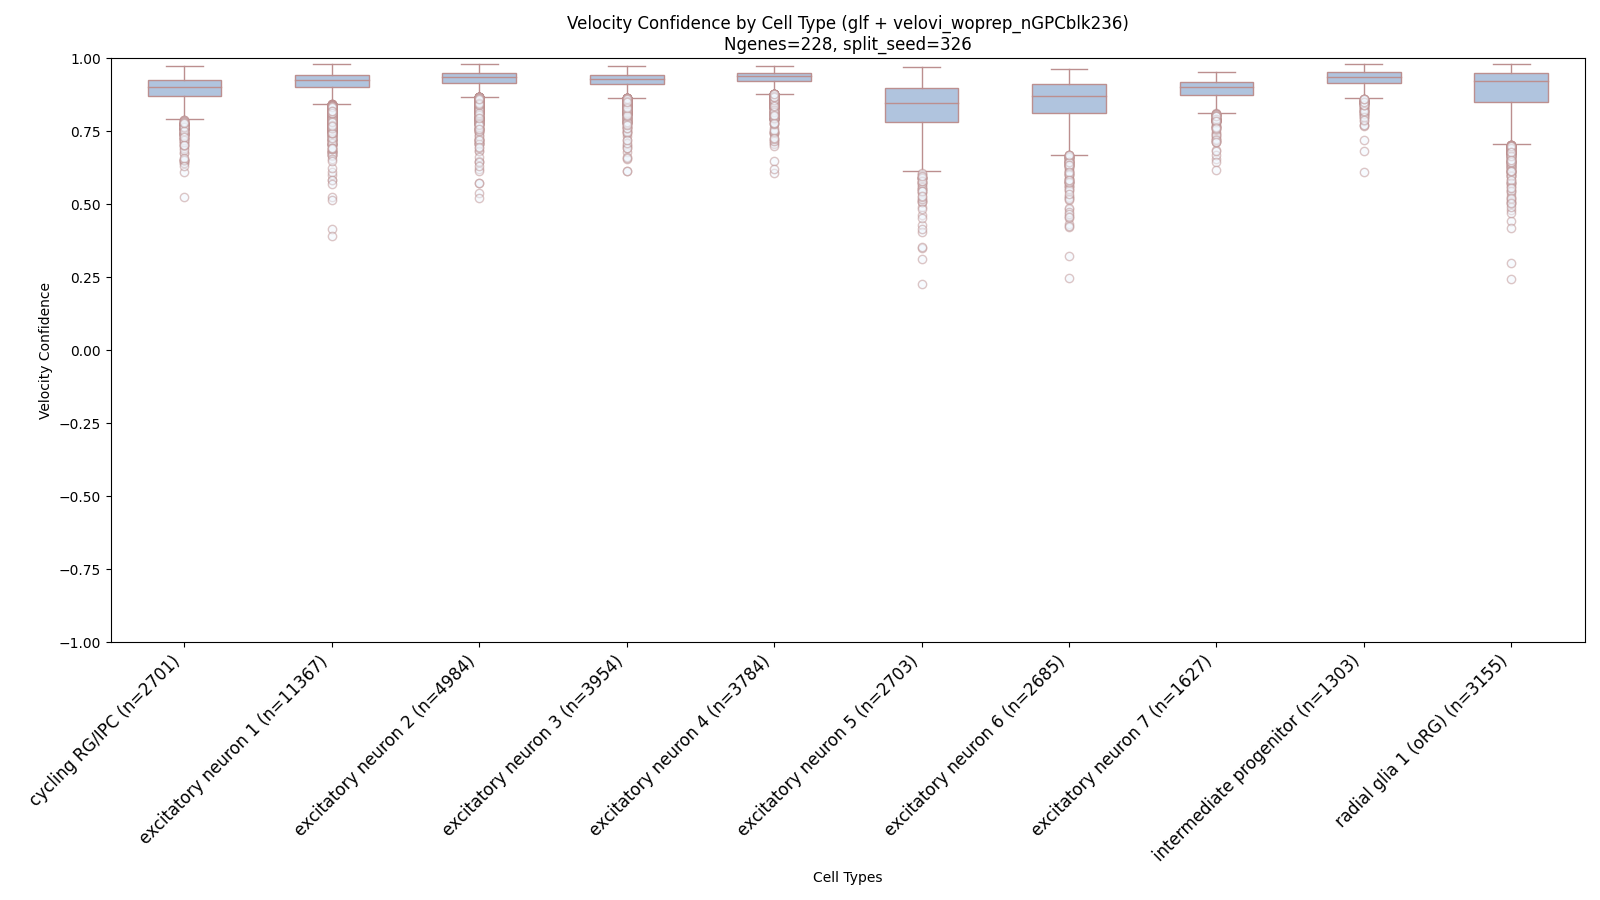 Velocity Confidence by Cell Type (glf + velovi_woprep_nGPCblk236)
Ngenes=228, split_seed=326
1.00
0.75
0.50
0.25
0.00
−0.25
−0.50
−0.75
−1.00
Velocity Confidence
cycling RG/IPC (n=2701)
excitatory neuron 1 (n=11367)
excitatory neuron 2 (n=4984)
excitatory neuron 3 (n=3954)
excitatory neuron 4 (n=3784)
excitatory neuron 5 (n=2703)
excitatory neuron 6 (n=2685)
excitatory neuron 7 (n=1627)
intermediate progenitor (n=1303)
radial glia 1 (oRG) (n=3155)
Cell Types